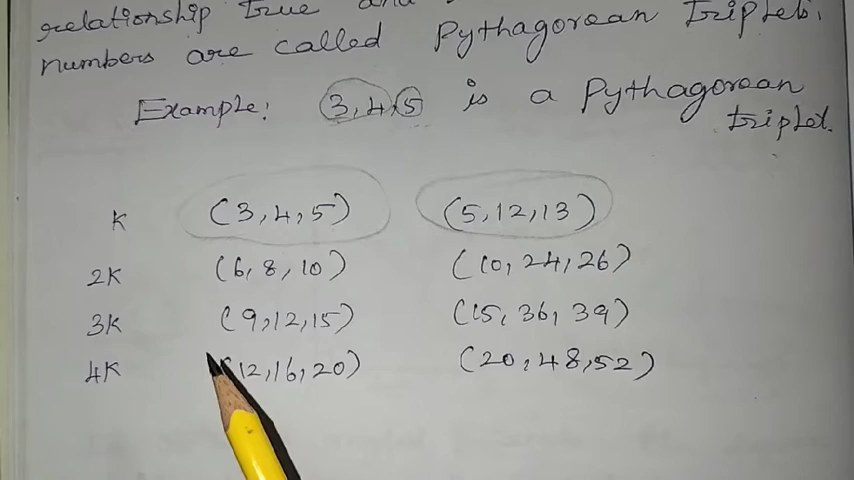 relationship true and
numbers are called Pythagorean triplets,
Example: 3,4,5 is a Pythagorean
triplet.
K (3,4,5) (5,12,13)
2K (6,8,10) (10,24,26)
3K (9,12,15) (15,36,39)
4K (12,16,20) (20,48,52)